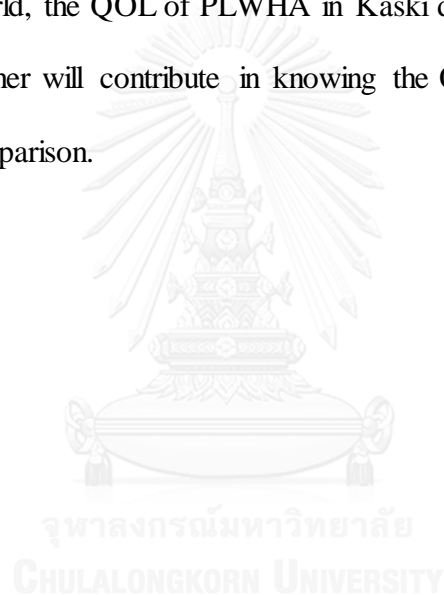 rld, the QOL of PLWHA in Kaski
her will contribute in knowing the
parison.
จุฬาลงกรณ์มหาวิทยาลัย
CHULALONGKORN UNIVERSITY